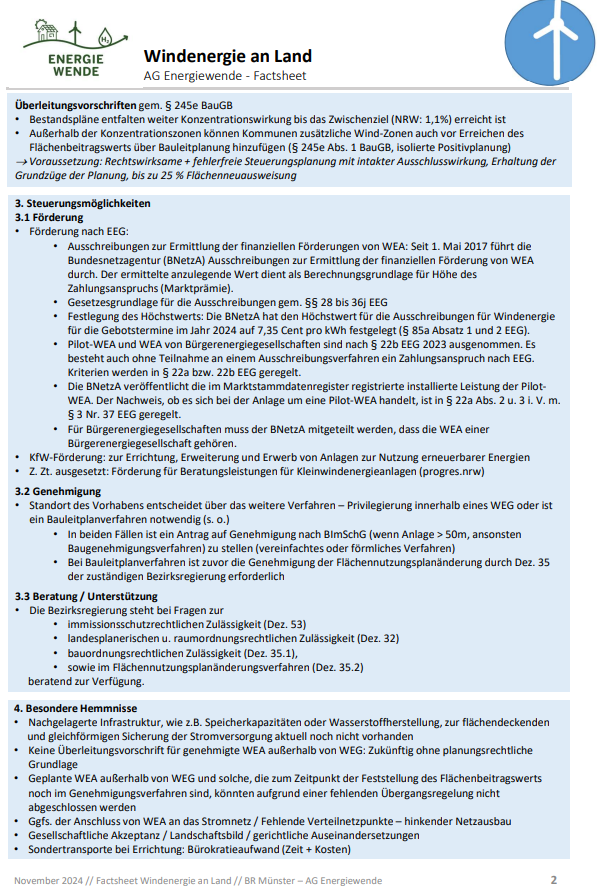 H₂
ENERGIE
WENDE
Windenergie an Land
AG Energiewende - Factsheet
Überleitungsvorschriften gem. § 245e BauGB
• Bestandspläne entfalten weiter Konzentrationswirkung bis das Zwischenziel (NRW: 1,1%) erreicht ist
• Außerhalb der Konzentrationszonen können Kommunen zusätzliche Wind-Zonen auch vor Erreichen des
Flächenbeitragswerts über Bauleitplanung hinzufügen (§ 245e Abs. 1 BauGB, isolierte Positivplanung)
→ Voraussetzung: Rechtswirksame + fehlerfreie Steuerungsplanung mit intakter Ausschlusswirkung, Erhaltung der
Grundzüge der Planung, bis zu 25 % Flächenneuausweisung
3. Steuerungsmöglichkeiten
3.1 Förderung
• Förderung nach EEG:
• Ausschreibungen zur Ermittlung der finanziellen Förderungen von WEA: Seit 1. Mai 2017 führt die
Bundesnetzagentur (BNetzA) Ausschreibungen zur Ermittlung der finanziellen Förderung von WEA
durch. Der ermittelte anzulegende Wert dient als Berechnungsgrundlage für Höhe des
Zahlungsanspruchs (Marktprämie).
• Gesetzesgrundlage für die Ausschreibungen gem. §§ 28 bis 36j EEG
• Festlegung des Höchstwerts: Die BNetzA hat den Höchstwert für die Ausschreibungen für Windenergie
für die Gebotstermine im Jahr 2024 auf 7,35 Cent pro kWh festgelegt (§ 85a Absatz 1 und 2 EEG).
• Pilot-WEA und WEA von Bürgerenergiegesellschaften sind nach § 22b EEG 2023 ausgenommen. Es
besteht auch ohne Teilnahme an einem Ausschreibungsverfahren ein Zahlungsanspruch nach EEG.
Kriterien werden in § 22a bzw. 22b EEG geregelt.
• Die BNetzA veröffentlicht die im Marktstammdatenregister registrierte installierte Leistung der Pilot-
WEA. Der Nachweis, ob es sich bei der Anlage um eine Pilot-WEA handelt, ist in § 22a Abs. 2 u. 3 i. V. m.
§ 3 Nr. 37 EEG geregelt.
• Für Bürgerenergiegesellschaften muss der BNetzA mitgeteilt werden, dass die WEA einer
Bürgerenergiegesellschaft gehören.
• KfW-Förderung: zur Errichtung, Erweiterung und Erwerb von Anlagen zur Nutzung erneuerbarer Energien
• Z. Zt. ausgesetzt: Förderung für Beratungsleistungen für Kleinwindenergieanlagen (progres.nrw)
3.2 Genehmigung
• Standort des Vorhabens entscheidet über das weitere Verfahren – Privilegierung innerhalb eines WEG oder ist
ein Bauleitplanverfahren notwendig (s. o.)
• In beiden Fällen ist ein Antrag auf Genehmigung nach BImSchG (wenn Anlage > 50m, ansonsten
Baugenehmigungsverfahren) zu stellen (vereinfachtes oder förmliches Verfahren)
• Bei Bauleitplanverfahren ist zuvor die Genehmigung der Flächennutzungsplanänderung durch Dez. 35
der zuständigen Bezirksregierung erforderlich
3.3 Beratung / Unterstützung
• Die Bezirksregierung steht bei Fragen zur
• immissionsschutzrechtlichen Zulässigkeit (Dez. 53)
• landesplanerischen u. raumordnungsrechtlichen Zulässigkeit (Dez. 32)
• bauordnungsrechtlichen Zulässigkeit (Dez. 35.1),
• sowie im Flächennutzungsplanänderungsverfahren (Dez. 35.2)
beratend zur Verfügung.
4. Besondere Hemmnisse
• Nachgelagerte Infrastruktur, wie z.B. Speicherkapazitäten oder Wasserstoffherstellung, zur flächendeckenden
und gleichförmigen Sicherung der Stromversorgung aktuell noch nicht vorhanden
• Keine Überleitungsvorschrift für genehmigte WEA außerhalb von WEG: Zukünftig ohne planungsrechtliche
Grundlage
• Geplante WEA außerhalb von WEG und solche, die zum Zeitpunkt der Feststellung des Flächenbeitragswerts
noch im Genehmigungsverfahren sind, könnten aufgrund einer fehlenden Übergangsregelung nicht
abgeschlossen werden
• Ggfs. der Anschluss von WEA an das Stromnetz / Fehlende Verteilnetzpunkte – hinkender Netzausbau
• Gesellschaftliche Akzeptanz / Landschaftsbild / gerichtliche Auseinandersetzungen
• Sondertransporte bei Errichtung: Bürokratieaufwand (Zeit + Kosten)
November 2024 // Factsheet Windenergie an Land // BR Münster – AG Energiewende
2